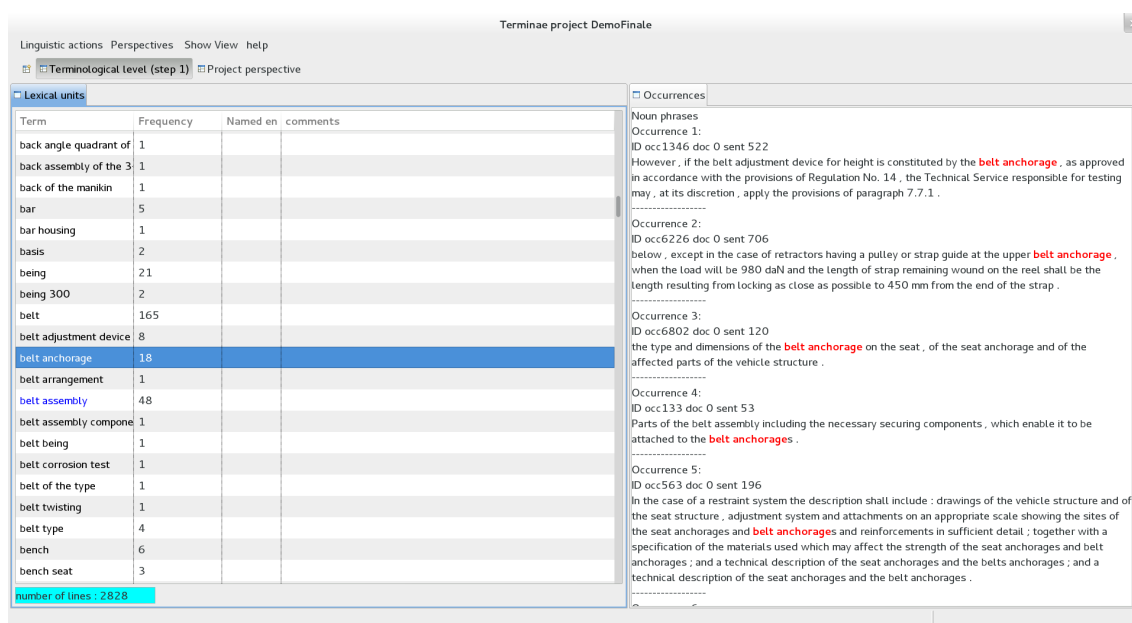 Terminae project DemoFinale
Linguistic actions Perspectives Show View help
Terminological level (step 1) Project perspective
Lexical units
Term Frequency Named en comments
back angle quadrant of 1
back assembly of the 3- 1
back of the manikin 1
bar 5
bar housing 1
basis 2
being 21
being 300 2
belt 165
belt adjustment device 8
belt anchorage 18
belt arrangement 1
belt assembly 48
belt assembly compone 1
belt being 1
belt corrosion test 1
belt of the type 1
belt twisting 1
belt type 4
bench 6
bench seat 3
number of lines : 2828
Occurrences
Noun phrases
Occurrence 1:
ID occ1346 doc 0 sent 522
However , if the belt adjustment device for height is constituted by the belt anchorage , as approved
in accordance with the provisions of Regulation No. 14 , the Technical Service responsible for testing
may , at its discretion , apply the provisions of paragraph 7.7.1 .
------------------
Occurrence 2:
ID occ6226 doc 0 sent 706
below , except in the case of retractors having a pulley or strap guide at the upper belt anchorage ,
when the load will be 980 daN and the length of strap remaining wound on the reel shall be the
length resulting from locking as close as possible to 450 mm from the end of the strap .
------------------
Occurrence 3:
ID occ6802 doc 0 sent 120
the type and dimensions of the belt anchorage on the seat , of the seat anchorage and of the
affected parts of the vehicle structure .
------------------
Occurrence 4:
ID occ133 doc 0 sent 53
Parts of the belt assembly including the necessary securing components , which enable it to be
attached to the belt anchorages .
------------------
Occurrence 5:
ID occ563 doc 0 sent 196
In the case of a restraint system the description shall include : drawings of the vehicle structure and of
the seat structure , adjustment system and attachments on an appropriate scale showing the sites of
the seat anchorages and belt anchorages and reinforcements in sufficient detail ; together with a
specification of the materials used which may affect the strength of the seat anchorages and belt
anchorages ; and a technical description of the seat anchorages and the belts anchorages ; and a
technical description of the seat anchorages and the belt anchorages .
------------------